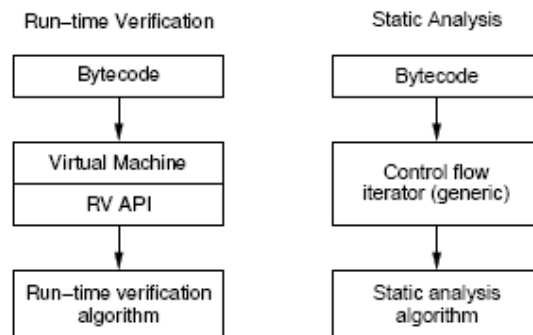 Run-time Verification
Bytecode
Virtual Machine
RV API
Run-time verification
algorithm
Static Analysis
Bytecode
Control flow
iterator (generic)
Static analysis
algorithm